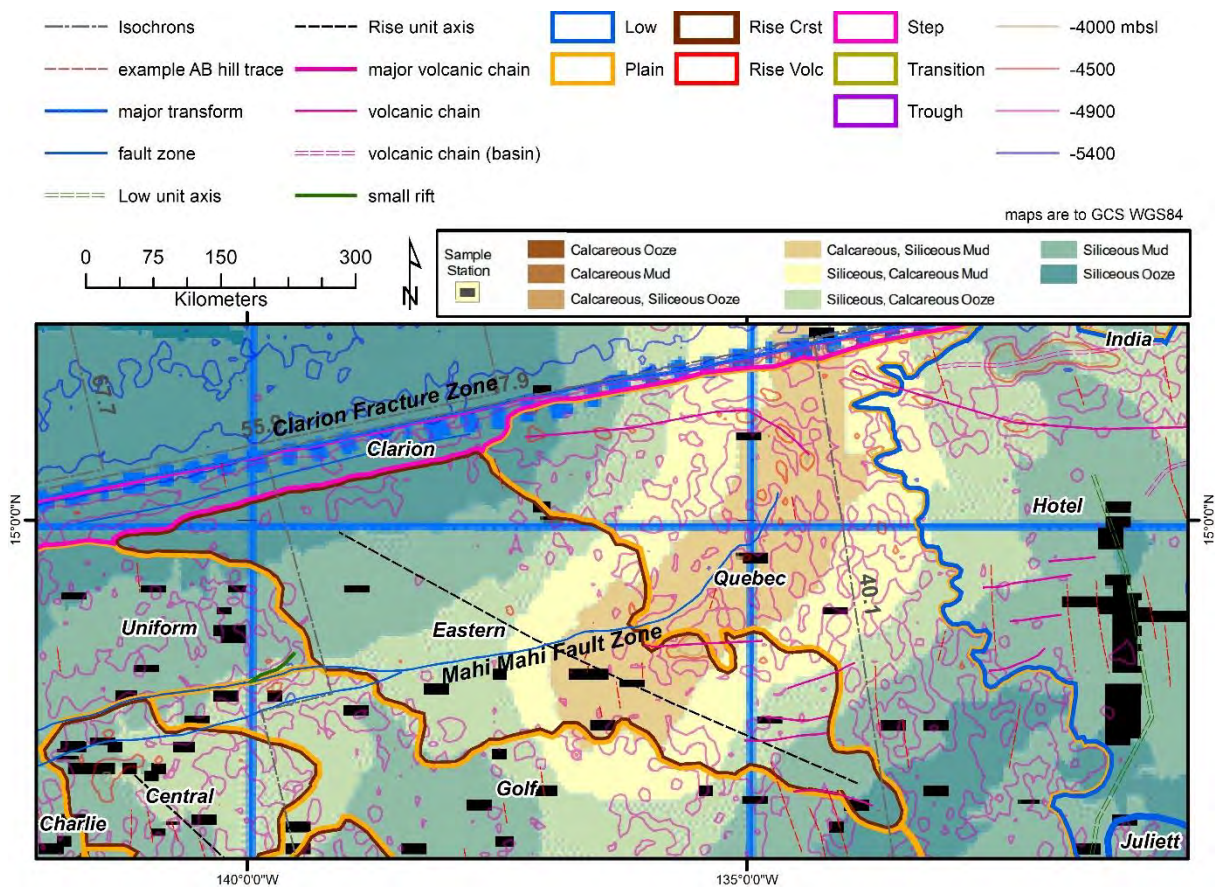 Isochrons
Rise unit axis
Low
Rise Crst
Step
-4000 mbsl
example AB hill trace
major volcanic chain
Plain
Rise Volc
Transition
-4500
major transform
volcanic chain
Trough
-4900
fault zone
volcanic chain (basin)
-5400
Low unit axis
small rift
maps are to GCS WGS84
0 75 150 300
Kilometers
N
Sample
Station
Calcareous Ooze
Calcareous, Siliceous Mud
Siliceous Mud
Calcareous Mud
Siliceous, Calcareous Mud
Siliceous Ooze
Calcareous, Siliceous Ooze
Siliceous, Calcareous Ooze
India
67.7
Clarion Fracture Zone
Clarion
15°0'0"N
Hotel
15°0'0"N
Quebec
40.1
Uniform
Eastern
Mahi Mahi Fault Zone
Golf
Central
Charlie
Juliett
140°0'0"W
135°0'0"W